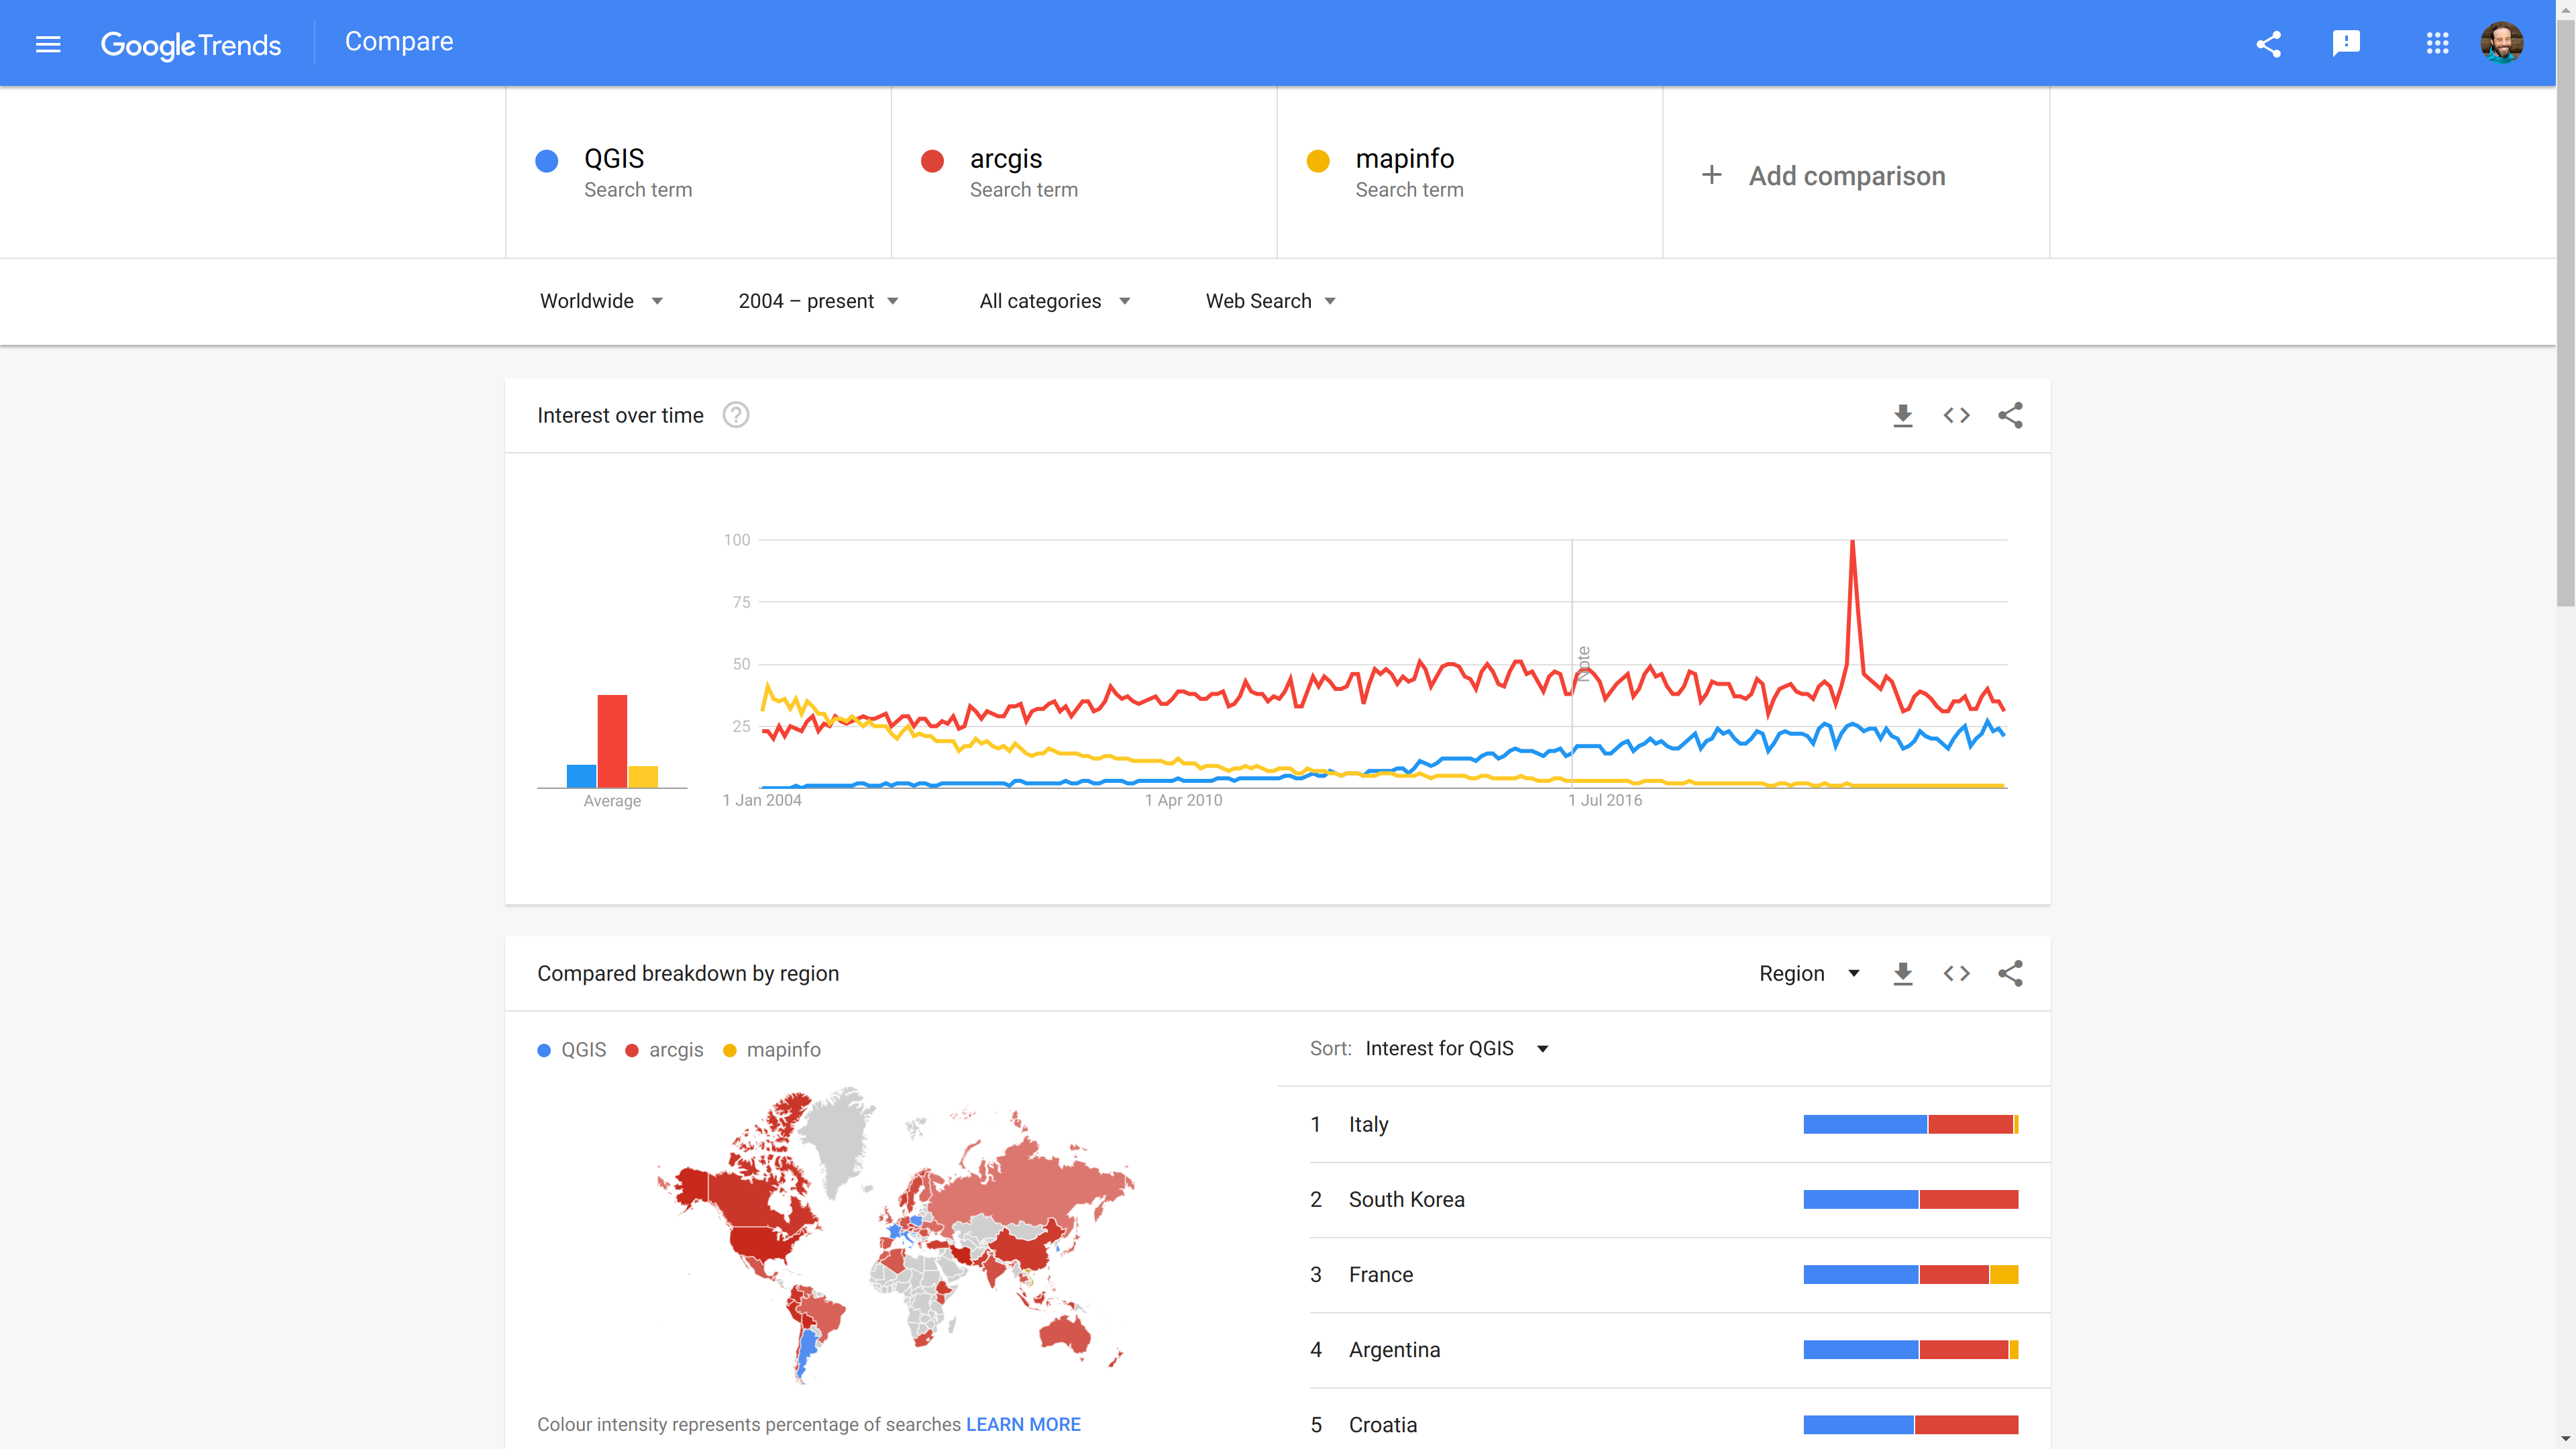 Google Trends Compare
QGIS
Search term
arcgis
Search term
mapinfo
Search term
+ Add comparison
Worldwide
2004 – present
All categories
Web Search
Interest over time
100
75
50
25
Note
Average
1 Jan 2004
1 Apr 2010
1 Jul 2016
Compared breakdown by region
Region
QGIS arcgis mapinfo
Sort: Interest for QGIS
1 Italy
2 South Korea
3 France
4 Argentina
5 Croatia
Colour intensity represents percentage of searches LEARN MORE